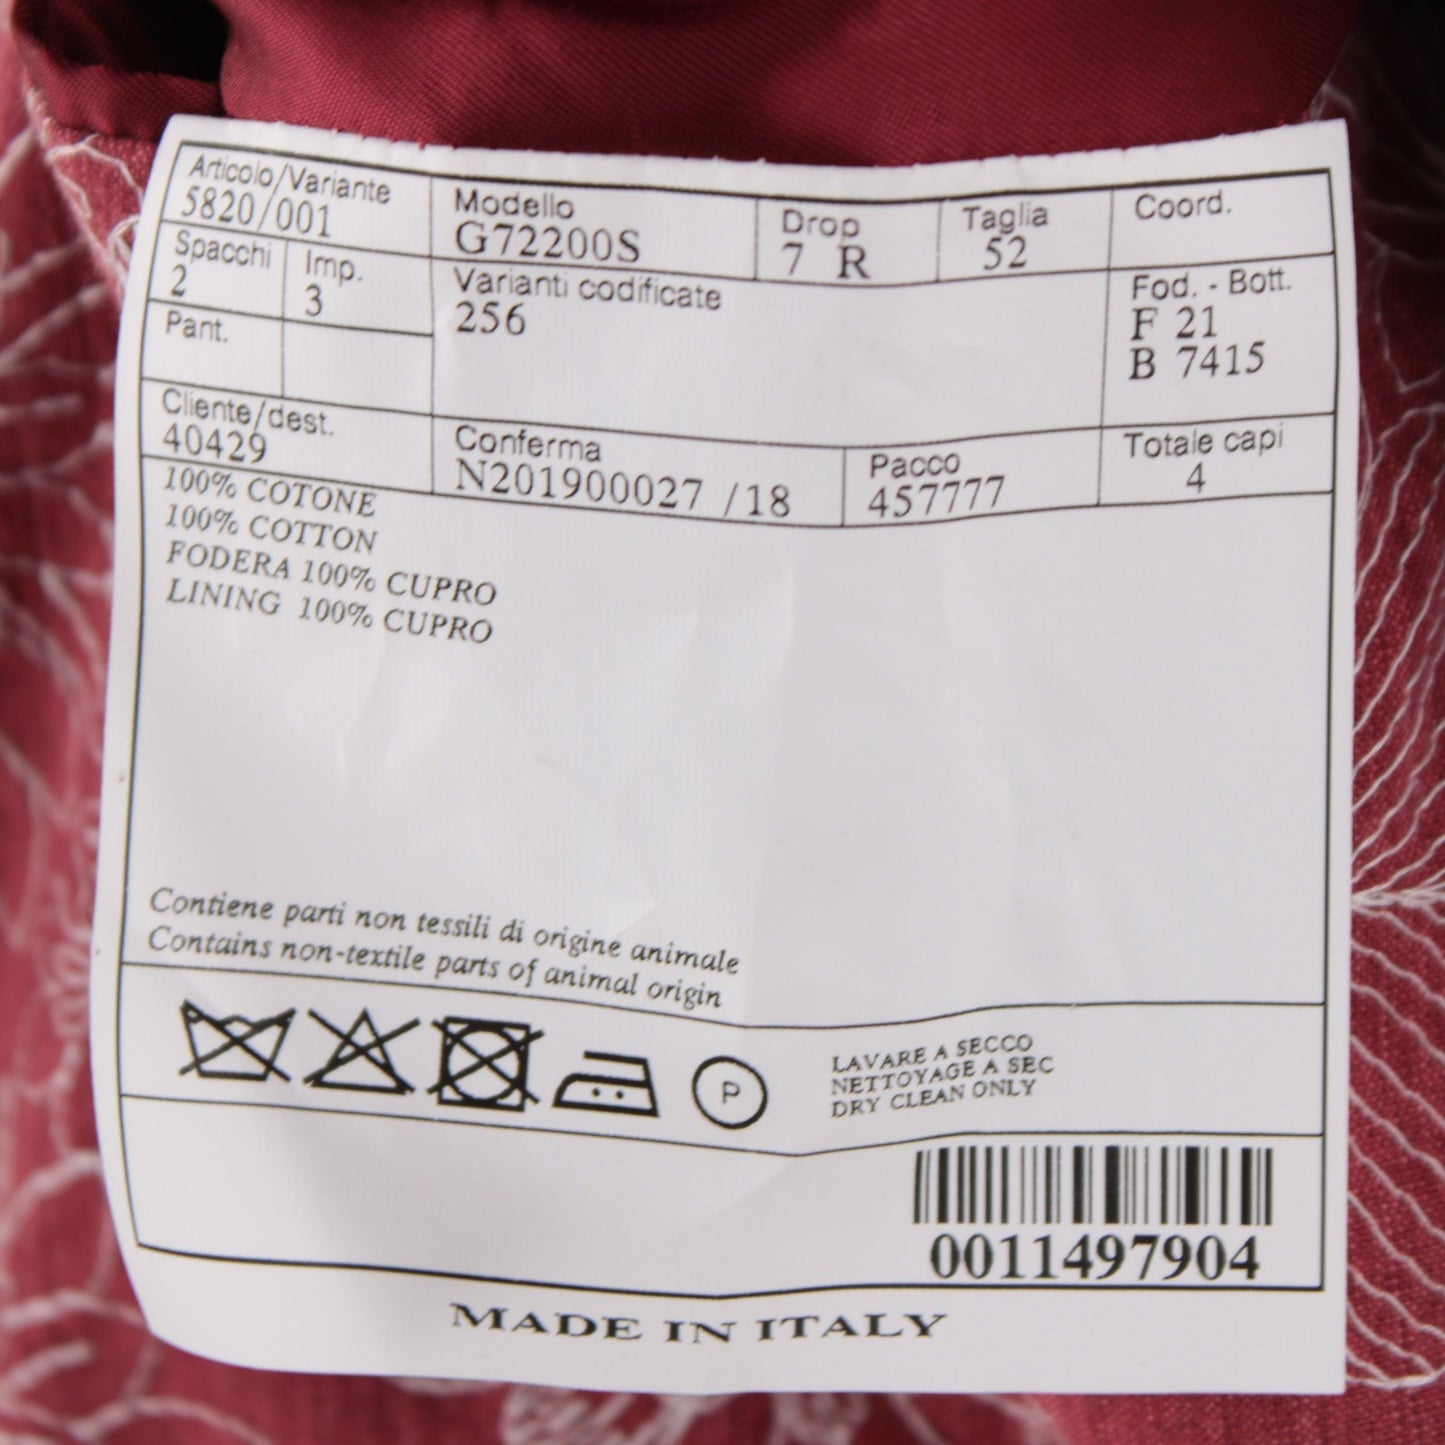 Articolo/Variante
5820/001
Modello
G72200S
Drop
7 R
Taglia
52
Coord.
Spacchi
2
Imp.
3
Varianti codificate
256
Fod. - Bott.
F 21
B 7415
Pant.
Cliente/dest.
40429
Conferma
N201900027 /18
Pacco
457777
Totale capi
4
100% COTONE
100% COTTON
FODERA 100% CUPRO
LINING 100% CUPRO
Contiene parti non tessili di origine animale
Contains non-textile parts of animal origin
P
LAVARE A SECCO
NETTOYAGE A SEC
DRY CLEAN ONLY
0011497904
MADE IN ITALY